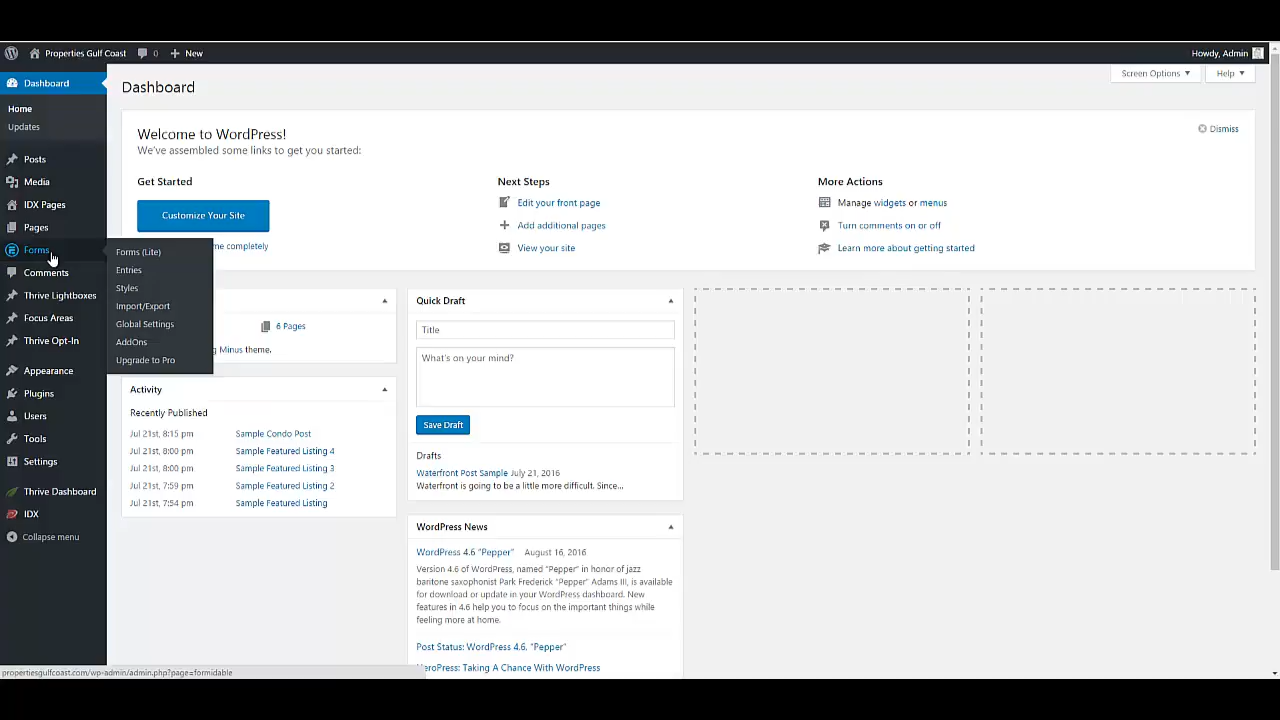 Properties Gulf Coast 0 New Howdy, Admin
Dashboard
Home
Updates
Posts
Media
IDX Pages
Pages
Forms
Comments
Thrive Lightboxes
Focus Areas
Thrive Opt-In
Appearance
Plugins
Users
Tools
Settings
Thrive Dashboard
IDX
Collapse menu
Forms (Lite)
Entries
Styles
Import/Export
Global Settings
AddOns
Upgrade to Pro
Screen Options Help
Dashboard
Welcome to WordPress!
We've assembled some links to get you started:
Dismiss
Get Started
Customize Your Site
me completely
Next Steps
Edit your front page
Add additional pages
View your site
More Actions
Manage widgets or menus
Turn comments on or off
Learn more about getting started
6 Pages
Minus theme.
Activity
Recently Published
Jul 21st, 8:15 pm Sample Condo Post
Jul 21st, 8:00 pm Sample Featured Listing 4
Jul 21st, 8:00 pm Sample Featured Listing 3
Jul 21st, 7:59 pm Sample Featured Listing 2
Jul 21st, 7:54 pm Sample Featured Listing
Quick Draft
Title
What's on your mind?
Save Draft
Drafts
Waterfront Post Sample July 21, 2016
Waterfront is going to be a little more difficult. Since...
WordPress News
WordPress 4.6 "Pepper" August 16, 2016
Version 4.6 of WordPress, named "Pepper" in honor of jazz
baritone saxophonist Park Frederick "Pepper" Adams III, is available
for download or update in your WordPress dashboard. New
features in 4.6 help you to focus on the important things while
feeling more at home.
Post Status: WordPress 4.6, "Pepper"
HeroPress: Taking A Chance With WordPress
propertiesgulfcoast.com/wp-admin/admin.php?page=formidable